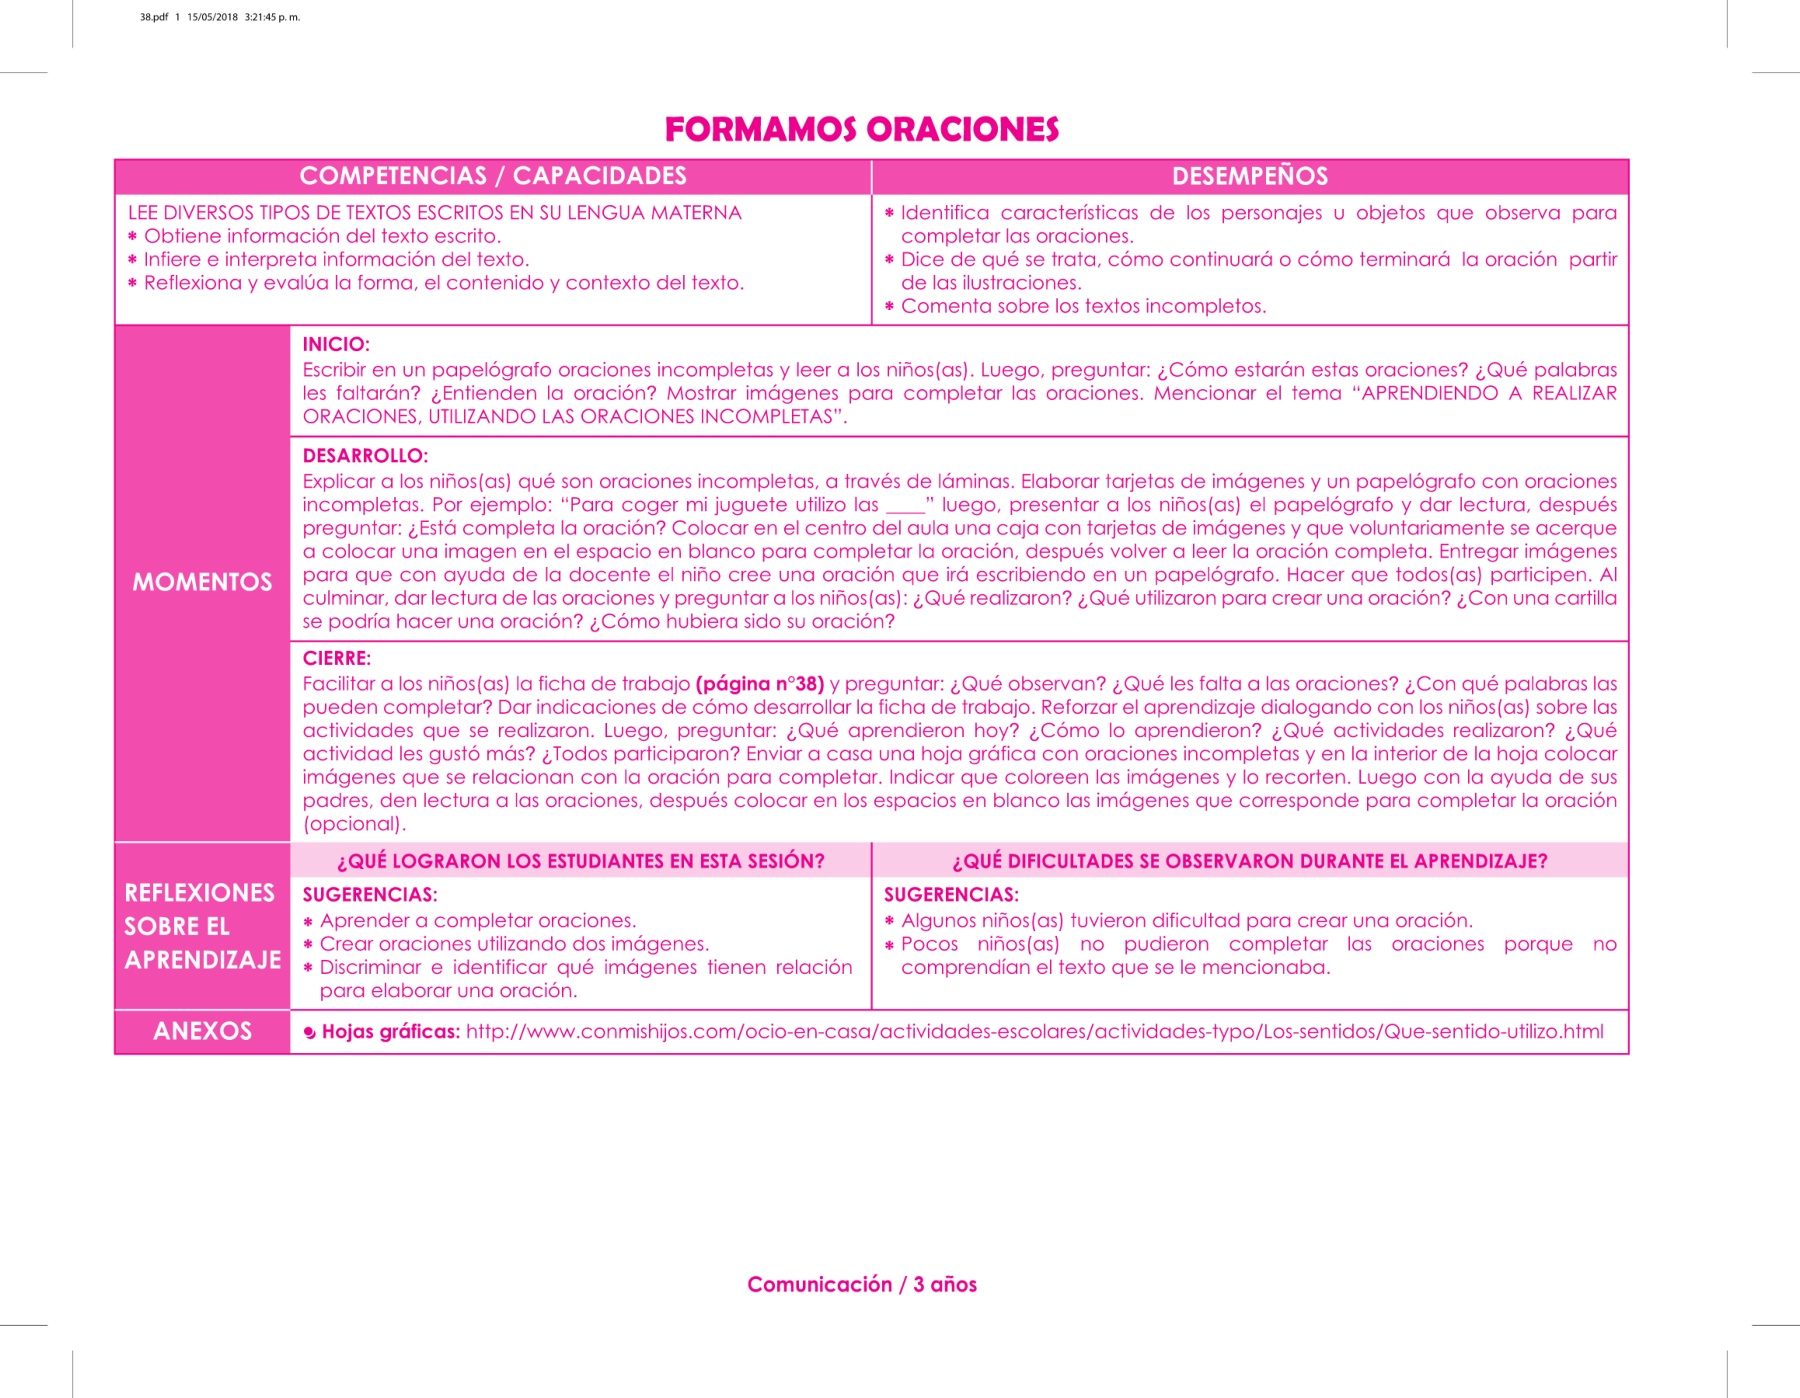 38.pdf 1 15/05/2018 3:21:45 p. m.
FORMAMOS ORACIONES
COMPETENCIAS / CAPACIDADES
DESEMPEÑOS
LEE DIVERSOS TIPOS DE TEXTOS ESCRITOS EN SU LENGUA MATERNA
* Obtiene información del texto escrito.
* Infiere e interpreta información del texto.
* Reflexiona y evalúa la forma, el contenido y contexto del texto.
* Identifica características de los personajes u objetos que observa para
completar las oraciones.
* Dice de qué se trata, cómo continuará o cómo terminará la oración partir
de las ilustraciones.
* Comenta sobre los textos incompletos.
MOMENTOS
INICIO:
Escribir en un papelógrafo oraciones incompletas y leer a los niños(as). Luego, preguntar: ¿Cómo estarán estas oraciones? ¿Qué palabras
les faltarán? ¿Entienden la oración? Mostrar imágenes para completar las oraciones. Mencionar el tema “APRENDIENDO A REALIZAR
ORACIONES, UTILIZANDO LAS ORACIONES INCOMPLETAS”.
DESARROLLO:
Explicar a los niños(as) qué son oraciones incompletas, a través de láminas. Elaborar tarjetas de imágenes y un papelógrafo con oraciones
incompletas. Por ejemplo: “Para coger mi juguete utilizo las ____” luego, presentar a los niños(as) el papelógrafo y dar lectura, después
preguntar: ¿Está completa la oración? Colocar en el centro del aula una caja con tarjetas de imágenes y que voluntariamente se acerque
a colocar una imagen en el espacio en blanco para completar la oración, después volver a leer la oración completa. Entregar imágenes
para que con ayuda de la docente el niño cree una oración que irá escribiendo en un papelógrafo. Hacer que todos(as) participen. Al
culminar, dar lectura de las oraciones y preguntar a los niños(as): ¿Qué realizaron? ¿Qué utilizaron para crear una oración? ¿Con una cartilla
se podría hacer una oración? ¿Cómo hubiera sido su oración?
CIERRE:
Facilitar a los niños(as) la ficha de trabajo (página n°38) y preguntar: ¿Qué observan? ¿Qué les falta a las oraciones? ¿Con qué palabras las
pueden completar? Dar indicaciones de cómo desarrollar la ficha de trabajo. Reforzar el aprendizaje dialogando con los niños(as) sobre las
actividades que se realizaron. Luego, preguntar: ¿Qué aprendieron hoy? ¿Cómo lo aprendieron? ¿Qué actividades realizaron? ¿Qué
actividad les gustó más? ¿Todos participaron? Enviar a casa una hoja gráfica con oraciones incompletas y en la interior de la hoja colocar
imágenes que se relacionan con la oración para completar. Indicar que coloreen las imágenes y lo recorten. Luego con la ayuda de sus
padres, den lectura a las oraciones, después colocar en los espacios en blanco las imágenes que corresponde para completar la oración
(opcional).
REFLEXIONES
SOBRE EL
APRENDIZAJE
¿QUÉ LOGRARON LOS ESTUDIANTES EN ESTA SESIÓN?
SUGERENCIAS:
* Aprender a completar oraciones.
* Crear oraciones utilizando dos imágenes.
* Discriminar e identificar qué imágenes tienen relación
para elaborar una oración.
¿QUÉ DIFICULTADES SE OBSERVARON DURANTE EL APRENDIZAJE?
SUGERENCIAS:
* Algunos niños(as) tuvieron dificultad para crear una oración.
* Pocos niños(as) no pudieron completar las oraciones porque no
comprendían el texto que se le mencionaba.
ANEXOS
Hojas gráficas: http://www.conmishijos.com/ocio-en-casa/actividades-escolares/actividades-typo/Los-sentidos/Que-sentido-utilizo.html
Comunicación / 3 años